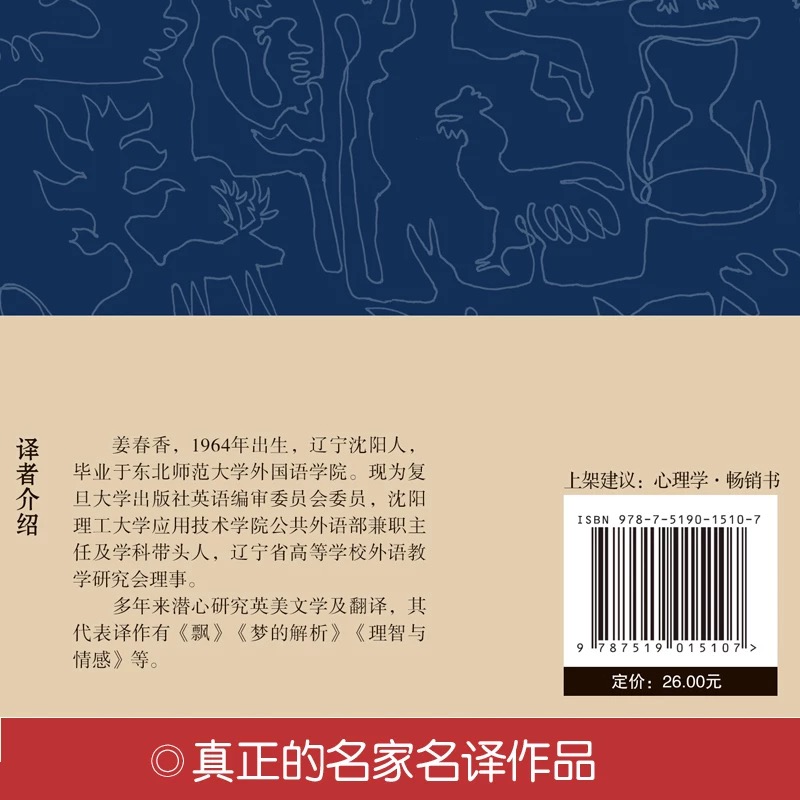 译者介绍
姜春香，1964年出生，辽宁沈阳人，
毕业于东北师范大学外国语学院。现为复
旦大学出版社英语编审委员会委员，沈阳
理工大学应用技术学院公共外语部兼职主
任及学科带头人，辽宁省高等学校外语教
学研究会理事。
多年来潜心研究英美文学及翻译，其
代表译作有《飘》《梦的解析》《理智与
情感》等。
上架建议：心理学·畅销书
ISBN 978-7-5190-1510-7
9 787519 015107>
定价：26.00元
◎真正的名家名译作品